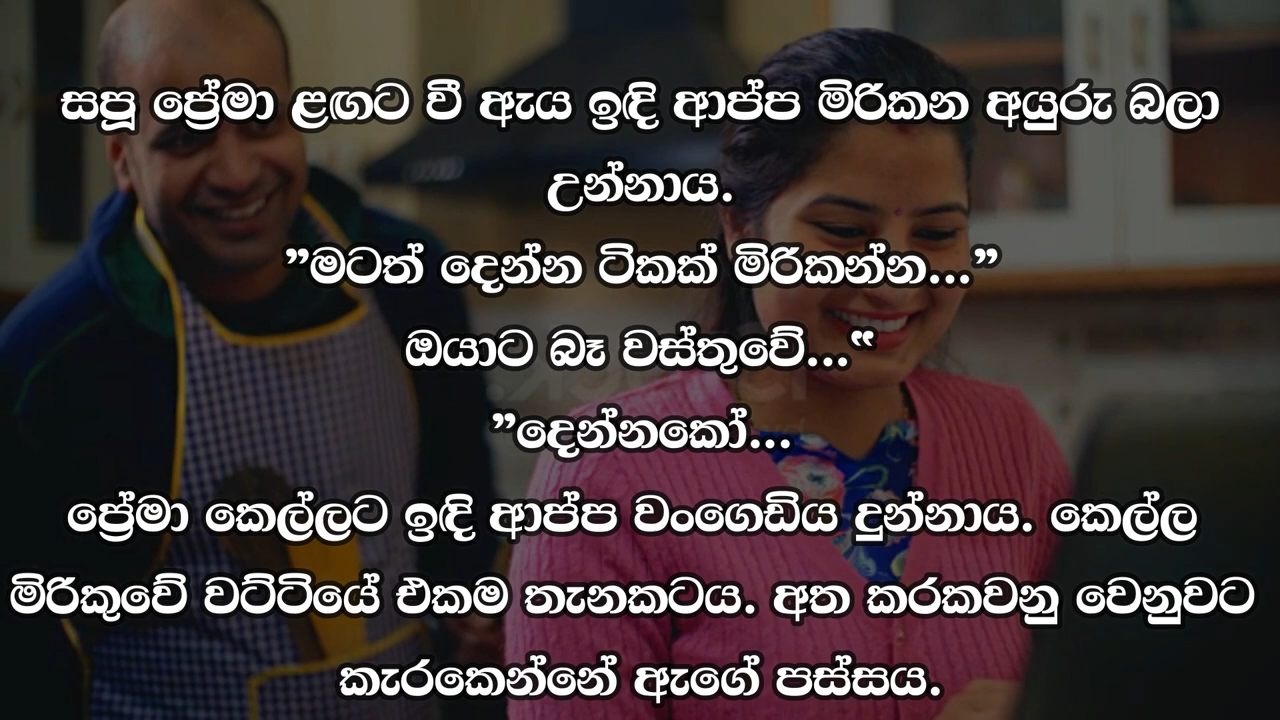 සපූ ප්‍රේමා ළඟට වී ඇය ඉඳි ආප්ප මිරිකන අයුරු බලා
උන්නාය.
”මටත් දෙන්න ටිකක් මිරිකන්න...”
ඔයාට බෑ වස්තුවේ...“
”දෙන්නකෝ...
ප්‍රේමා කෙල්ලට ඉඳි ආප්ප වංගෙඩිය දුන්නාය. කෙල්ල
මිරිකුවේ වට්ටියේ එකම තැනකටය. අත කරකවනු වෙනුවට
කැරකෙන්නේ ඇගේ පස්සය.